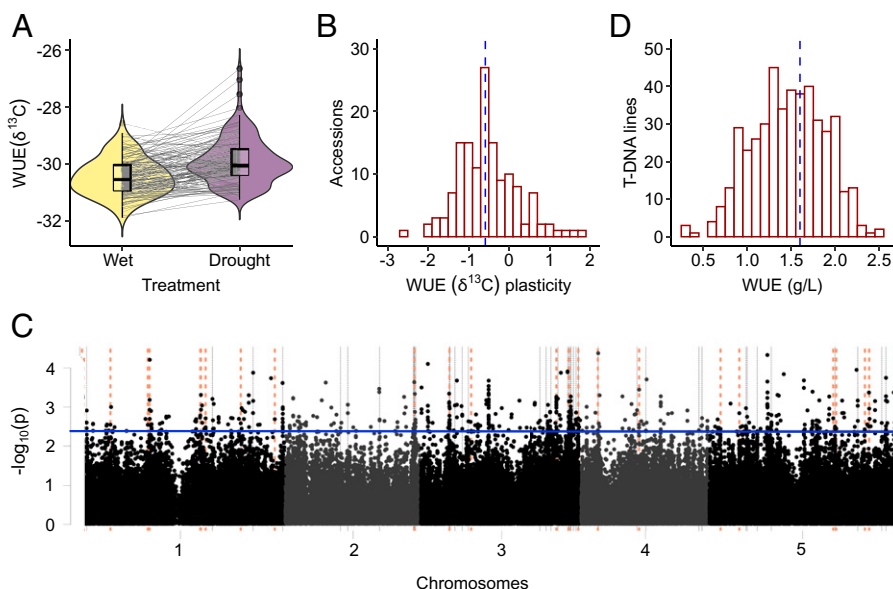 A
-26
-28
-30
-32
WUE(δ¹³C)
Wet
Drought
Treatment
B
30
20
10
0
Accessions
-3
-2
-1
0
1
2
WUE (δ¹³C) plasticity
D
50
40
30
20
10
0
T-DNA lines
0.5
1.0
1.5
2.0
2.5
WUE (g/L)
C
4
3
2
1
0
-log₁₀(p)
1
2
3
4
5
Chromosomes